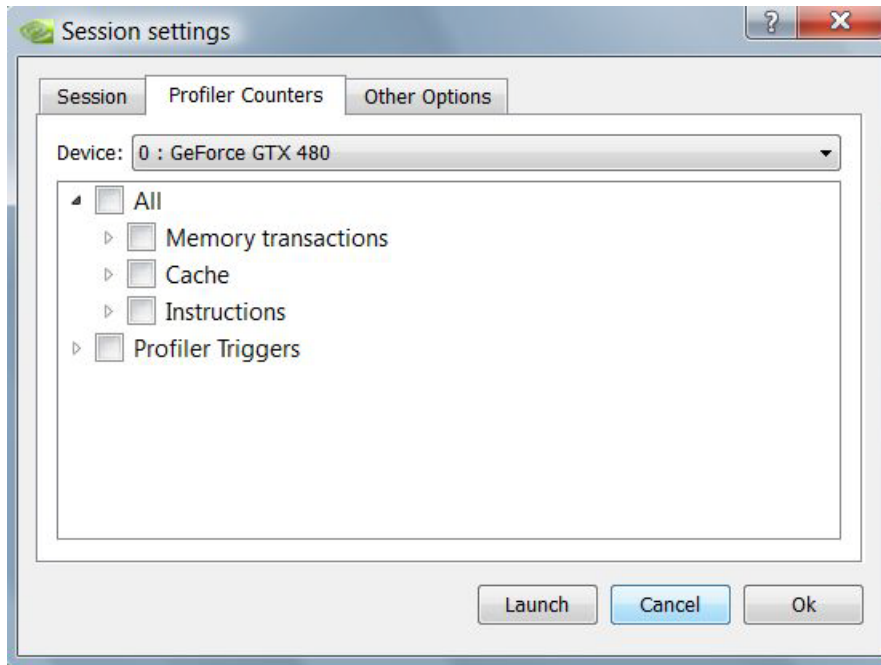 Session settings
?
Session Profiler Counters Other Options
Device: 0 : GeForce GTX 480
All
Memory transactions
Cache
Instructions
Profiler Triggers
Launch Cancel Ok